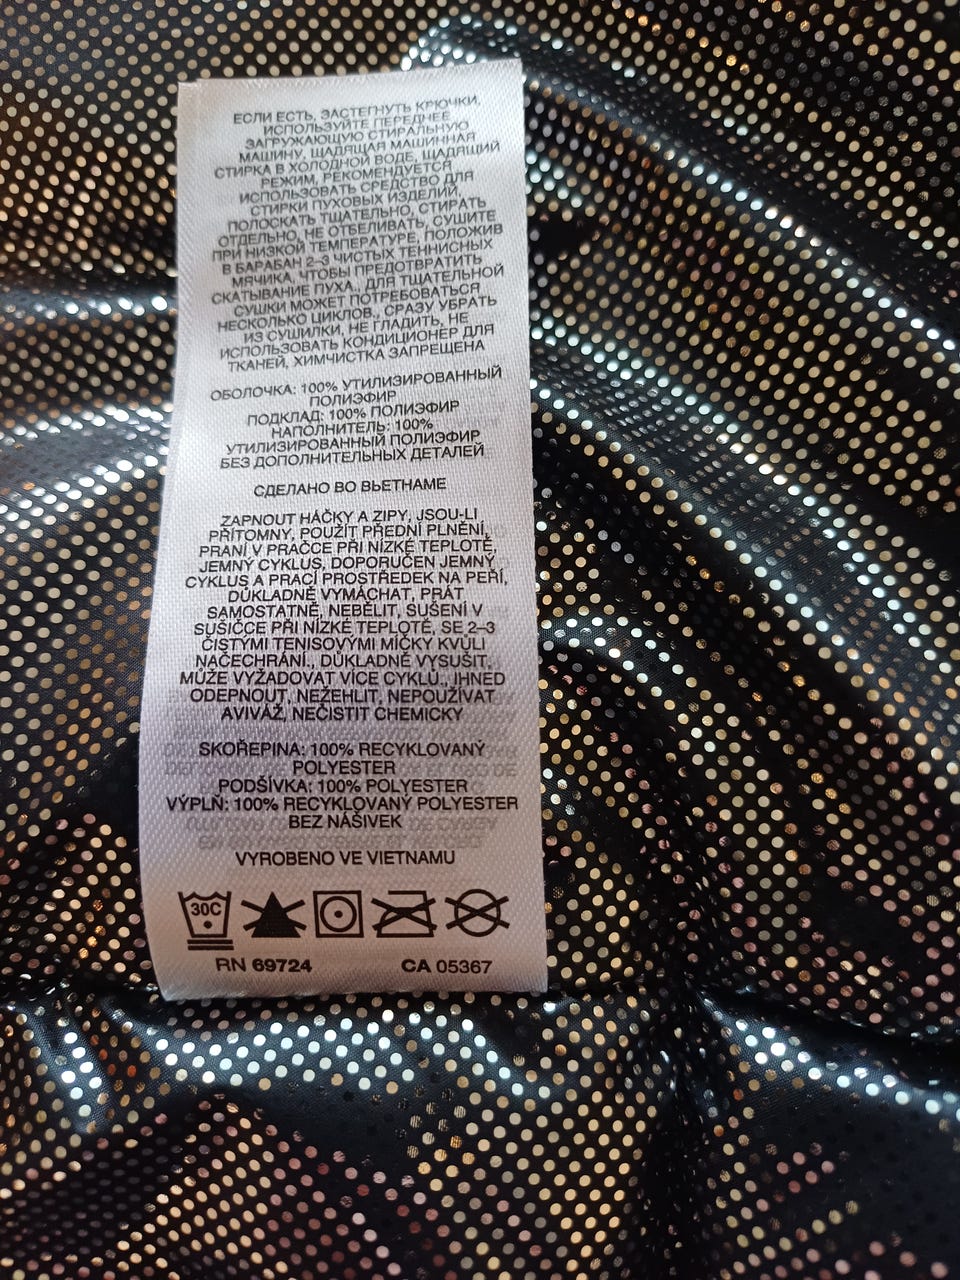 ЕСЛИ ЕСТЬ, ЗАСТЕГНУТЬ КРЮЧКИ,
ИСПОЛЬЗУЙТЕ ПЕРЕДНЕЕ
ЗАГРУЖАЮЩУЮ СТИРАЛЬНУЮ
МАШИНУ, ЩАДЯЩАЯ МАШИННАЯ
СТИРКА В ХОЛОДНОЙ ВОДЕ, ЩАДЯЩИЙ
РЕЖИМ, РЕКОМЕНДУЕТСЯ
ИСПОЛЬЗОВАТЬ СРЕДСТВО ДЛЯ
СТИРКИ ПУХОВЫХ ИЗДЕЛИЙ,
ПОЛОСКАТЬ ТЩАТЕЛЬНО, СТИРАТЬ
ОТДЕЛЬНО, НЕ ОТБЕЛИВАТЬ, СУШИТЕ
ПРИ НИЗКОЙ ТЕМПЕРАТУРЕ, ПОЛОЖИВ
В БАРАБАН 2–3 ЧИСТЫХ ТЕННИСНЫХ
МЯЧИКА, ЧТОБЫ ПРЕДОТВРАТИТЬ
СКАТЫВАНИЕ ПУХА., ДЛЯ ТЩАТЕЛЬНОЙ
СУШКИ МОЖЕТ ПОТРЕБОВАТЬСЯ
НЕСКОЛЬКО ЦИКЛОВ., СРАЗУ УБРАТЬ
ИЗ СУШИЛКИ, НЕ ГЛАДИТЬ, НЕ
ИСПОЛЬЗОВАТЬ КОНДИЦИОНЕР ДЛЯ
ТКАНЕЙ, ХИМЧИСТКА ЗАПРЕЩЕНА
ОБОЛОЧКА: 100% УТИЛИЗИРОВАННЫЙ
ПОЛИЭФИР
ПОДКЛАД: 100% ПОЛИЭФИР
НАПОЛНИТЕЛЬ: 100%
УТИЛИЗИРОВАННЫЙ ПОЛИЭФИР
БЕЗ ДОПОЛНИТЕЛЬНЫХ ДЕТАЛЕЙ
СДЕЛАНО ВО ВЬЕТНАМЕ
ZAPNOUT HÁČKY A ZIPY, JSOU-LI
PŘÍTOMNY, POUŽÍT PŘEDNÍ PLNĚNÍ,
PRANÍ V PRAČCE PŘI NÍZKÉ TEPLOTĚ,
JEMNÝ CYKLUS, DOPORUČEN JEMNÝ
CYKLUS A PRACÍ PROSTŘEDEK NA PEŘÍ,
DŮKLADNĚ VYMÁCHAT, PRÁT
SAMOSTATNĚ, NEBĚLIT, SUŠENÍ V
SUŠIČCE PŘI NÍZKÉ TEPLOTĚ, SE 2–3
ČISTÝMI TENISOVÝMI MÍČKY KVŮLI
NAČECHRÁNÍ., DŮKLADNĚ VYSUŠIT,
MŮŽE VYŽADOVAT VÍCE CYKLŮ., IHNED
ODEPNOUT, NEŽEHLIT, NEPOUŽÍVAT
AVIVÁŽ, NEČISTIT CHEMICKY
SKOŘEPINA: 100% RECYKLOVANÝ
POLYESTER
PODŠÍVKA: 100% POLYESTER
VÝPLŇ: 100% RECYKLOVANÝ POLYESTER
BEZ NÁŠIVEK
VYROBENO VE VIETNAMU
30C
RN 69724 CA 05367